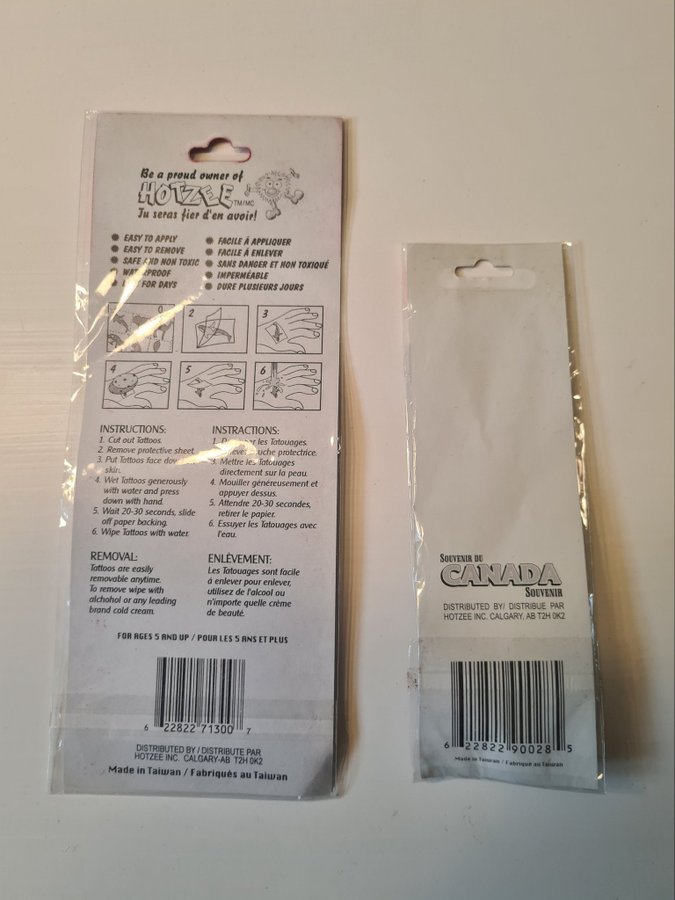 Be a proud owner of
HOTZEE TM/MC
Tu seras fier d'en avoir!
EASY TO APPLY
EASY TO REMOVE
SAFE AND NON TOXIC
WATERPROOF
FOR DAYS
FACILE À APPLIQUER
FACILE À ENLEVER
SANS DANGER ET NON TOXIQUÉ
IMPERMÉABLE
DURE PLUSIEURS JOURS
2
3
4
5
6
INSTRUCTIONS:
1. Cut out Tattoos.
2. Remove protective sheet.
3. Put Tattoos face down
skin.
4. Wet Tattoos generously
with water and press
down with hand.
5. Wait 20-30 seconds, slide
off paper backing.
6. Wipe Tattoos with water.
INSTRACTIONS:
1. les Tatouages.
protectrice.
3. Mettre les Tatouages
directement sur la peau.
4. Mouiller généreusement et
appuyer dessus.
5. Attendre 20-30 secondes,
retirer le papier.
6. Essuyer les Tatouages avec
l'eau.
REMOVAL:
Tattoos are easily
removable anytime.
To remove wipe with
alchohol or any leading
brand cold cream.
ENLÈVEMENT:
Les Tatouages sont facile
à enlever pour enlever,
utilisez de l'alcool ou
n'importe quelle crème
de beauté.
FOR AGES 5 AND UP / POUR LES 5 ANS ET PLUS
6 22822 71300 7
DISTRIBUTED BY / DISTRIBUTE PAR
HOTZEE INC. CALGARY-AB T2H 0K2
Made in Taiwan / Fabriqués au Taiwan
SOUVENIR DU
CANADA
SOUVENIR
DISTRIBUTED BY/ DISTRIBUE PAR
HOTZEE INC. CALGARY, AB T2H 0K2
6 22822 90028 5
Made in Taiwan / Fabriqué au Taiwan